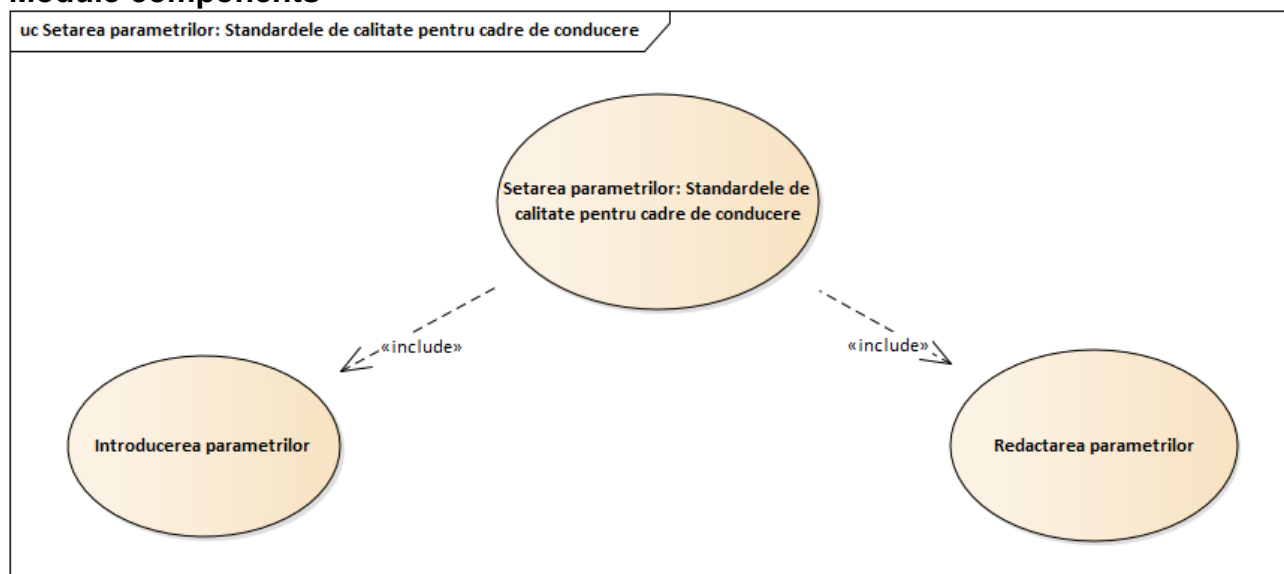 Module components
uc Setarea parametrilor: Standardele de calitate pentru cadre de conducere
Setarea parametrilor: Standardele de
calitate pentru cadre de conducere
«include»
«include»
Introducerea parametrilor
Redactarea parametrilor